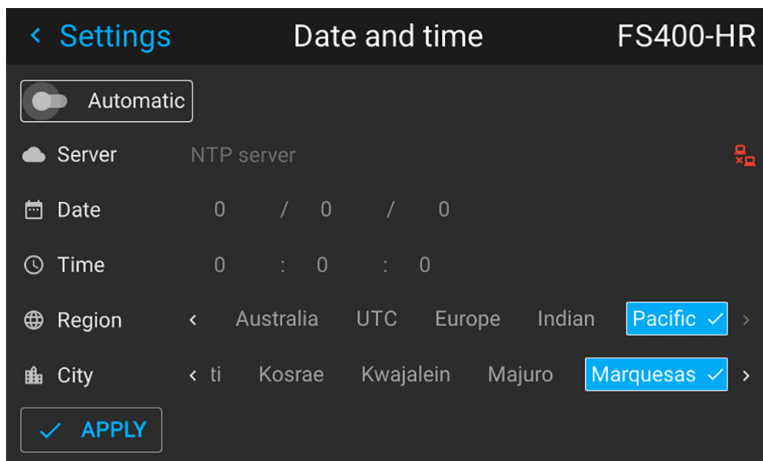 Settings Date and time FS400-HR
Automatic
Server NTP server
Date 0 / 0 / 0
Time 0 : 0 : 0
Region Australia UTC Europe Indian Pacific
City ti Kosrae Kwajalein Majuro Marquesas
APPLY